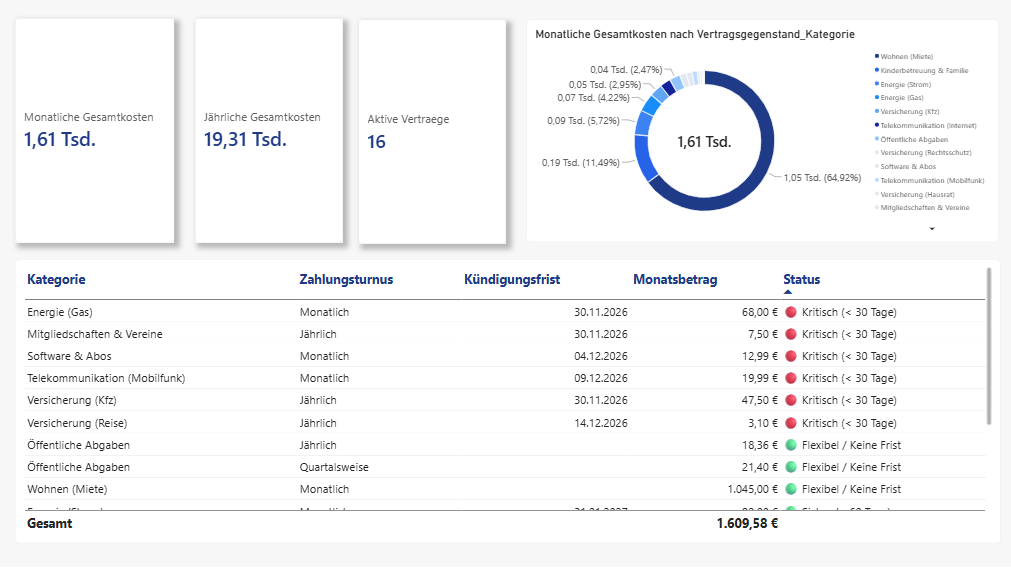 Monatliche Gesamtkosten
1,61 Tsd.
Jährliche Gesamtkosten
19,31 Tsd.
Aktive Vertraege
16
Monatliche Gesamtkosten nach Vertragsgegenstand_Kategorie
0,04 Tsd. (2,47%)
0,05 Tsd. (2,95%)
0,07 Tsd. (4,22%)
0,09 Tsd. (5,72%)
0,19 Tsd. (11,49%)
1,61 Tsd.
1,05 Tsd. (64,92%)
Wohnen (Miete)
Kinderbetreuung & Familie
Energie (Strom)
Energie (Gas)
Versicherung (Kfz)
Telekommunikation (Internet)
Öffentliche Abgaben
Versicherung (Rechtsschutz)
Software & Abos
Telekommunikation (Mobilfunk)
Versicherung (Hausrat)
Mitgliedschaften & Vereine
Kategorie Zahlungsturnus Kündigungsfrist Monatsbetrag Status
Energie (Gas) Monatlich 30.11.2026 68,00 € Kritisch (< 30 Tage)
Mitgliedschaften & Vereine Jährlich 30.11.2026 7,50 € Kritisch (< 30 Tage)
Software & Abos Monatlich 04.12.2026 12,99 € Kritisch (< 30 Tage)
Telekommunikation (Mobilfunk) Monatlich 09.12.2026 19,99 € Kritisch (< 30 Tage)
Versicherung (Kfz) Jährlich 30.11.2026 47,50 € Kritisch (< 30 Tage)
Versicherung (Reise) Jährlich 14.12.2026 3,10 € Kritisch (< 30 Tage)
Öffentliche Abgaben Jährlich 18,36 € Flexibel / Keine Frist
Öffentliche Abgaben Quartalsweise 21,40 € Flexibel / Keine Frist
Wohnen (Miete) Monatlich 1.045,00 € Flexibel / Keine Frist
Gesamt 1.609,58 €